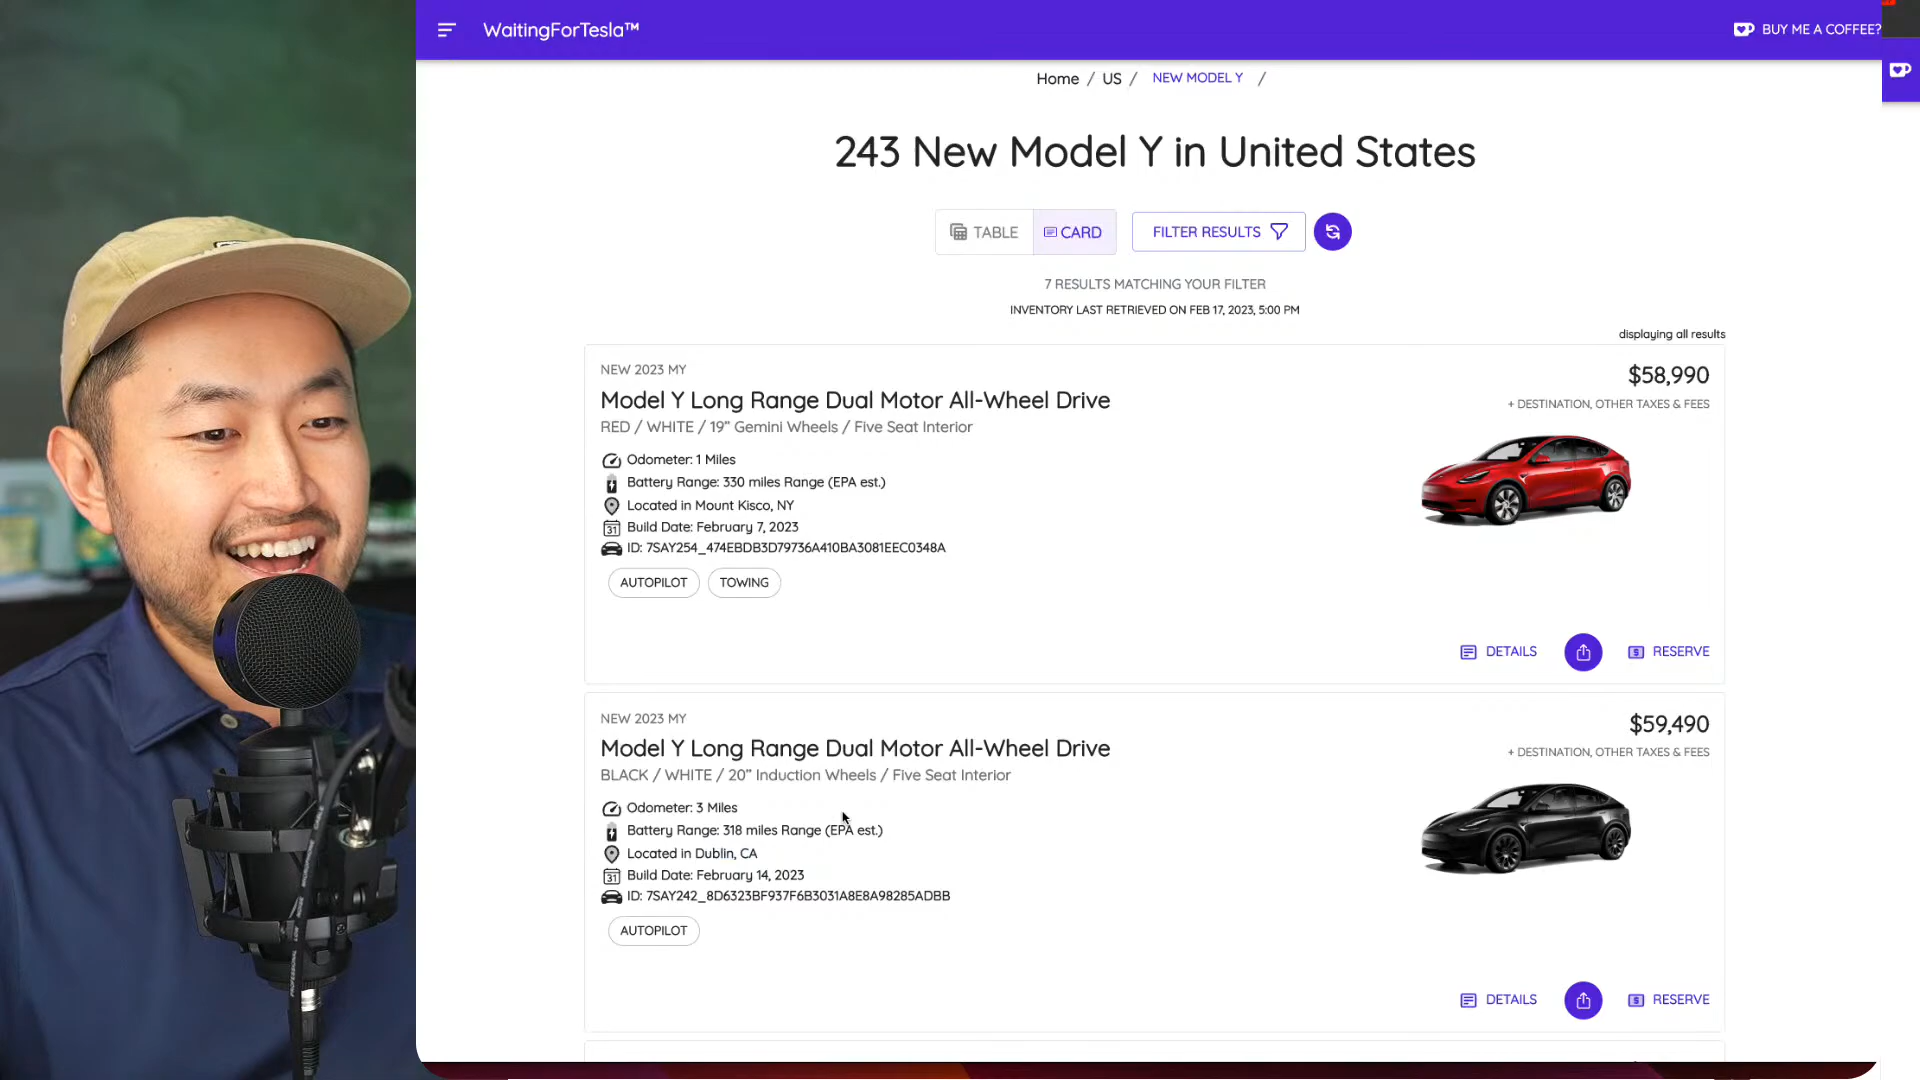 WaitingForTesla™
BUY ME A COFFEE?
Home / US / NEW MODEL Y /
243 New Model Y in United States
TABLE
CARD
FILTER RESULTS
7 RESULTS MATCHING YOUR FILTER
INVENTORY LAST RETRIEVED ON FEB 17, 2023, 5:00 PM
displaying all results
NEW 2023 MY
$58,990
Model Y Long Range Dual Motor All-Wheel Drive
+ DESTINATION, OTHER TAXES & FEES
RED / WHITE / 19” Gemini Wheels / Five Seat Interior
Odometer: 1 Miles
Battery Range: 330 miles Range (EPA est.)
Located in Mount Kisco, NY
31 Build Date: February 7, 2023
ID: 7SAY254_474EBDB3D79736A410BA3081EEC0348A
AUTOPILOT
TOWING
DETAILS
$ RESERVE
NEW 2023 MY
$59,490
Model Y Long Range Dual Motor All-Wheel Drive
+ DESTINATION, OTHER TAXES & FEES
BLACK / WHITE / 20” Induction Wheels / Five Seat Interior
Odometer: 3 Miles
Battery Range: 318 miles Range (EPA est.)
Located in Dublin, CA
31 Build Date: February 14, 2023
ID: 7SAY242_8D6323BF937F6B3031A8E8A98285ADBB
AUTOPILOT
DETAILS
$ RESERVE